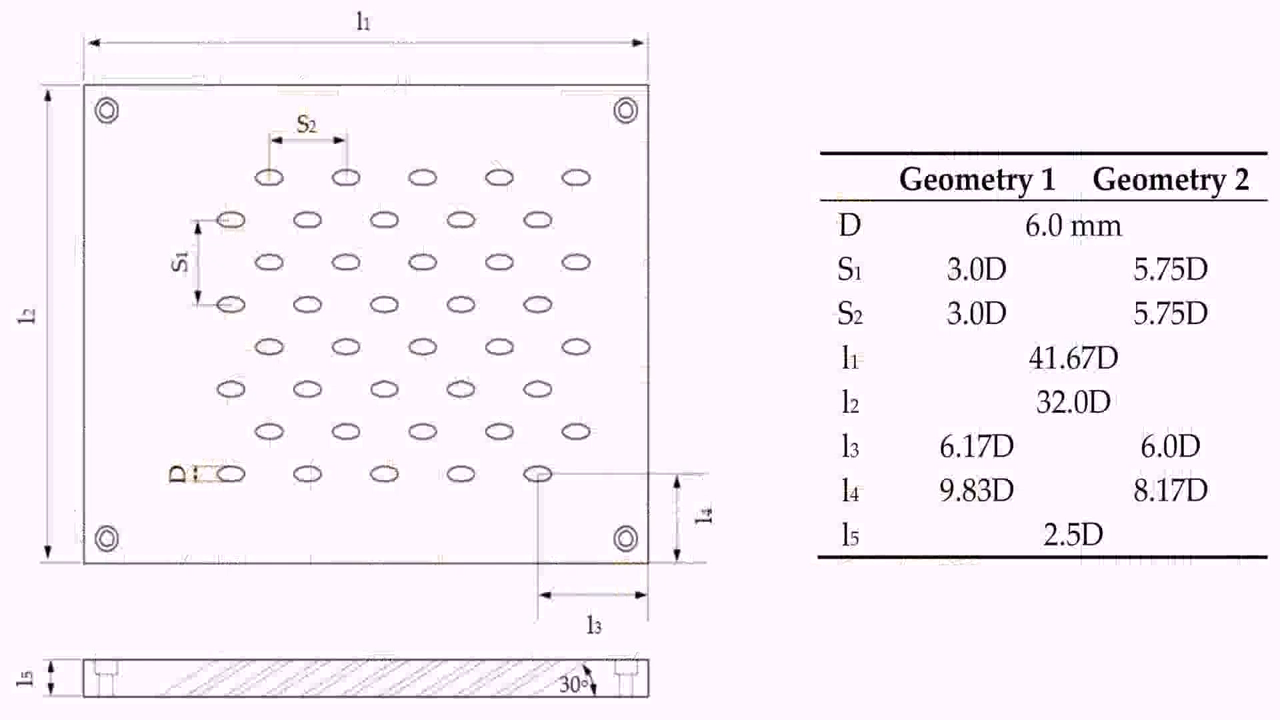 l1
S2
S1
l2
D
l4
l3
l5
30°
Geometry 1 Geometry 2
D 6.0 mm
S1 3.0D 5.75D
S2 3.0D 5.75D
l1 41.67D
l2 32.0D
l3 6.17D 6.0D
l4 9.83D 8.17D
l5 2.5D